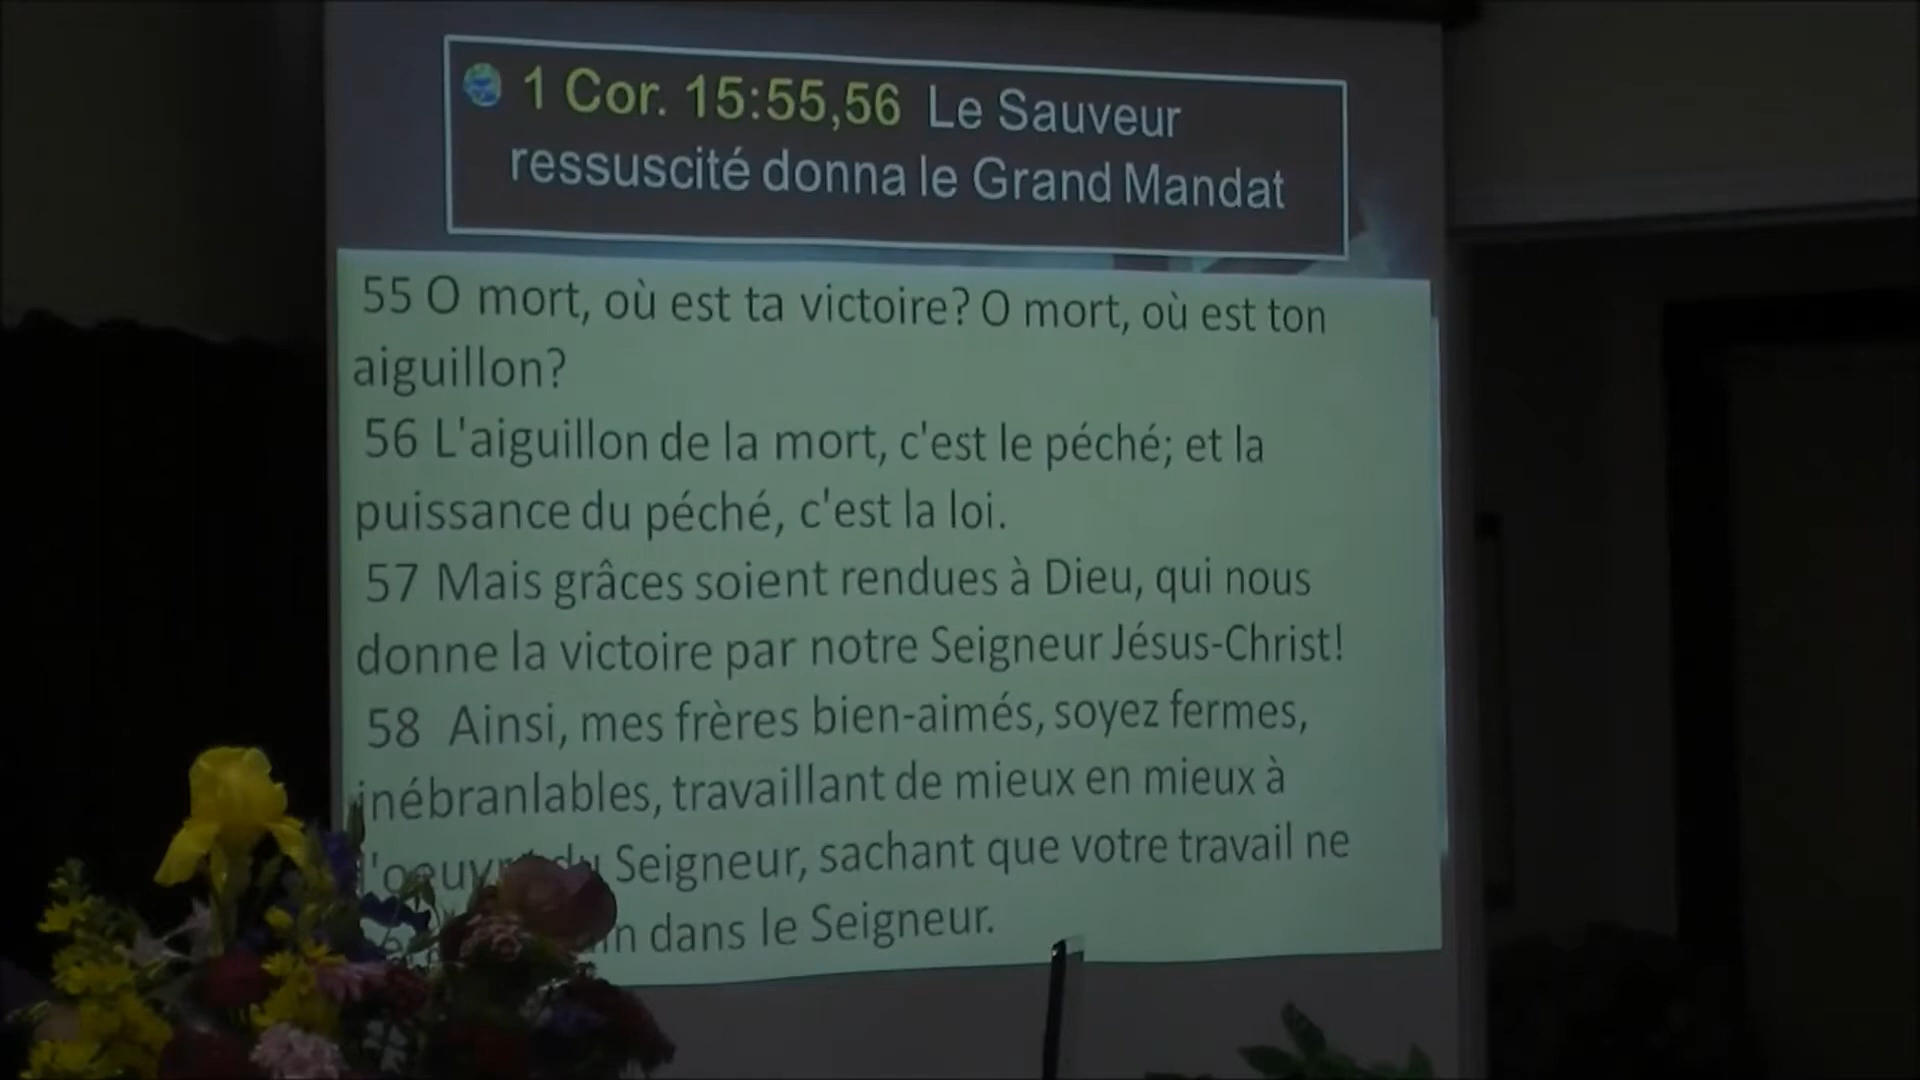 1 Cor. 15:55,56 Le Sauveur
ressuscité donna le Grand Mandat
55 O mort, où est ta victoire? O mort, où est ton
aiguillon?
56 L'aiguillon de la mort, c'est le péché; et la
puissance du péché, c'est la loi.
57 Mais grâces soient rendues à Dieu, qui nous
donne la victoire par notre Seigneur Jésus-Christ!
58 Ainsi, mes frères bien-aimés, soyez fermes,
inébranlables, travaillant de mieux en mieux à
du Seigneur, sachant que votre travail ne
dans le Seigneur.